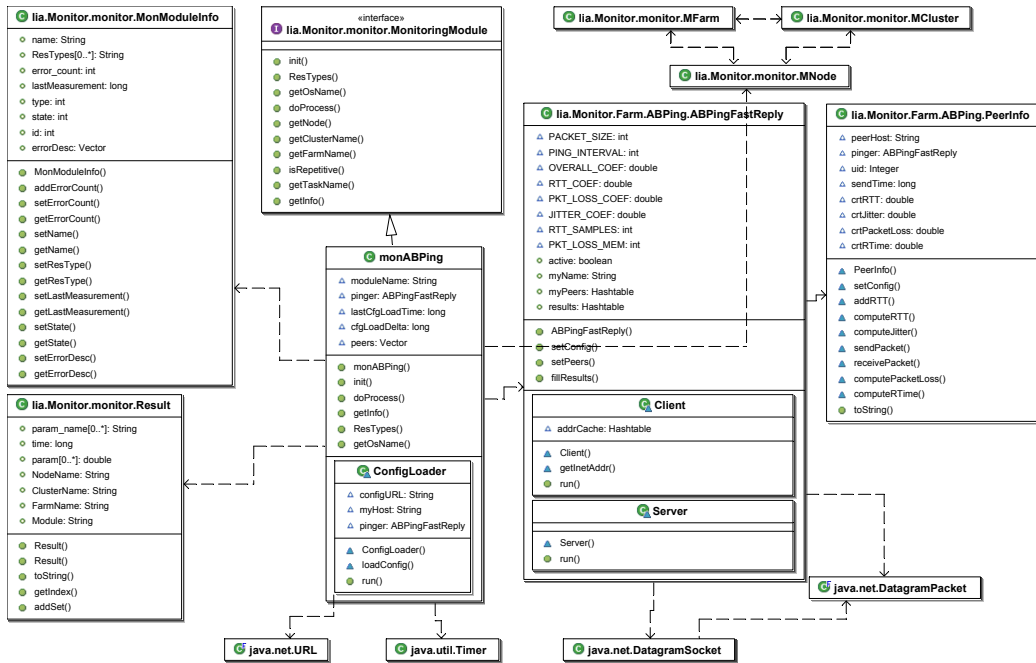 lia.Monitor.monitor.MonModuleInfo
name: String
ResTypes[0..*]: String
error_count: int
lastMeasurement: long
type: int
state: int
id: int
errorDesc: Vector
MonModuleInfo()
addErrorCount()
setErrorCount()
getErrorCount()
setName()
getName()
setResType()
getResType()
setLastMeasurement()
getLastMeasurement()
setState()
getState()
setErrorDesc()
getErrorDesc()
«interface»
lia.Monitor.monitor.MonitoringModule
init()
ResTypes()
getOsName()
doProcess()
getNode()
getClusterName()
getFarmName()
isRepetitive()
getTaskName()
getInfo()
lia.Monitor.monitor.MFarm
lia.Monitor.monitor.MCluster
lia.Monitor.monitor.MNode
lia.Monitor.Farm.ABPing.ABPingFastReply
PACKET_SIZE: int
PING_INTERVAL: int
OVERALL_COEF: double
RTT_COEF: double
PKT_LOSS_COEF: double
JITTER_COEF: double
RTT_SAMPLES: int
PKT_LOSS_MEM: int
active: boolean
myName: String
myPeers: Hashtable
results: Hashtable
ABPingFastReply()
setConfig()
setPeers()
fillResults()
Client
addrCache: Hashtable
Client()
getInetAddr()
run()
Server
Server()
run()
lia.Monitor.Farm.ABPing.PeerInfo
peerHost: String
pinger: ABPingFastReply
uid: Integer
sendTime: long
crtRTT: double
crtJitter: double
crtPacketLoss: double
crtRTime: double
PeerInfo()
setConfig()
addRTT()
computeRTT()
computeJitter()
sendPacket()
receivePacket()
computePacketLoss()
computeRTime()
toString()
monABPing
moduleName: String
pinger: ABPingFastReply
lastCfgLoadTime: long
cfgLoadDelta: long
peers: Vector
monABPing()
init()
doProcess()
getInfo()
ResTypes()
getOsName()
ConfigLoader
configURL: String
myHost: String
pinger: ABPingFastReply
ConfigLoader()
loadConfig()
run()
lia.Monitor.monitor.Result
param_name[0..*]: String
time: long
param[0..*]: double
NodeName: String
ClusterName: String
FarmName: String
Module: String
Result()
Result()
toString()
getIndex()
addSet()
java.net.URL
java.util.Timer
java.net.DatagramSocket
java.net.DatagramPacket